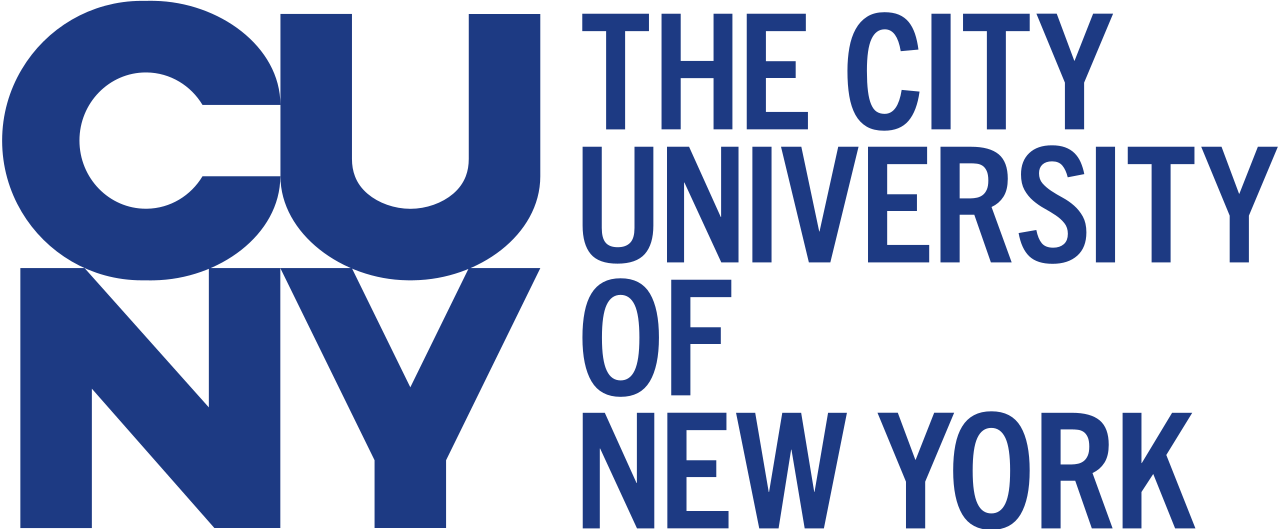 CU
NY
THE CITY
UNIVERSITY
OF
NEW YORK